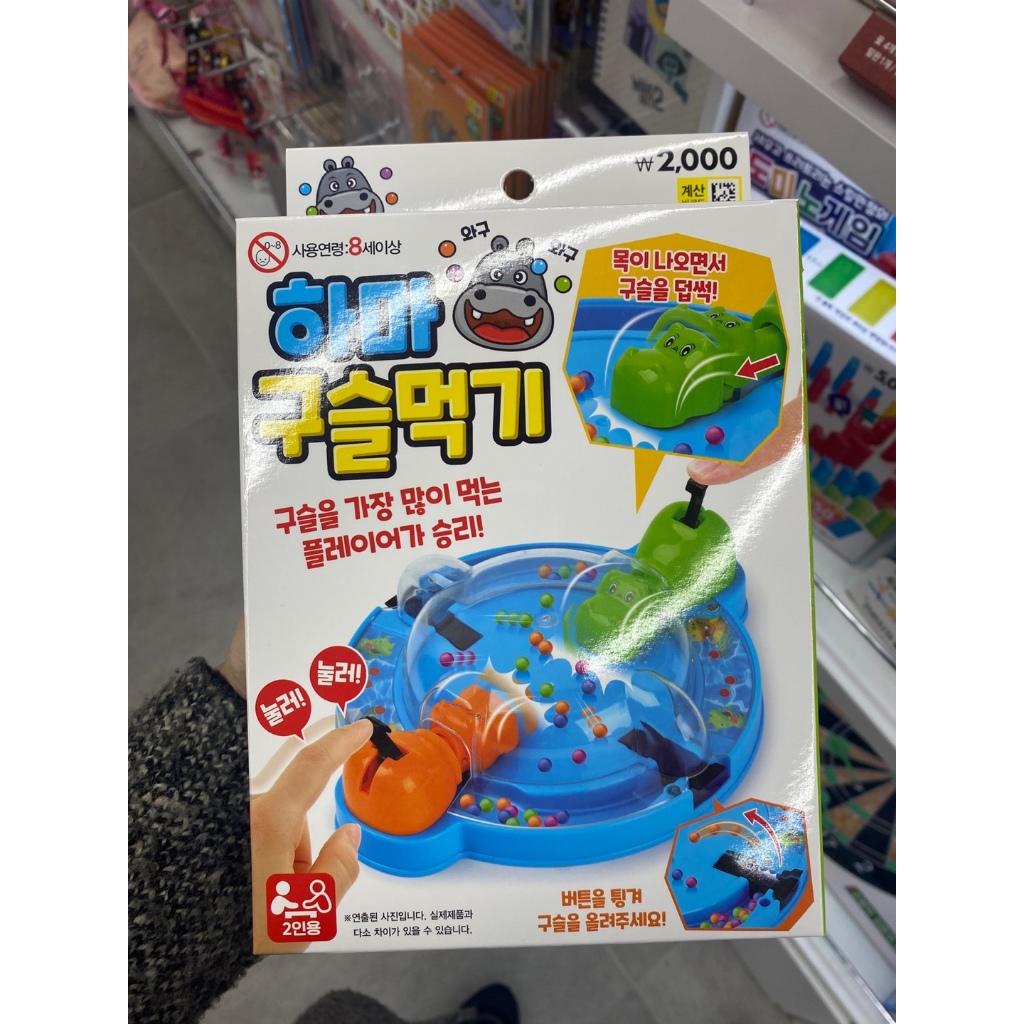 ₩2,000
계산
0~8
사용연령:8세이상
와구
와구
하마
구슬먹기
목이 나오면서
구슬을 덥썩!
구슬을 가장 많이 먹는
플레이어가 승리!
눌러!
눌러!
2인용
※연출된 사진입니다. 실제제품과
다소 차이가 있을 수 있습니다.
버튼을 튕겨
구슬을 올려주세요!
도미노게임